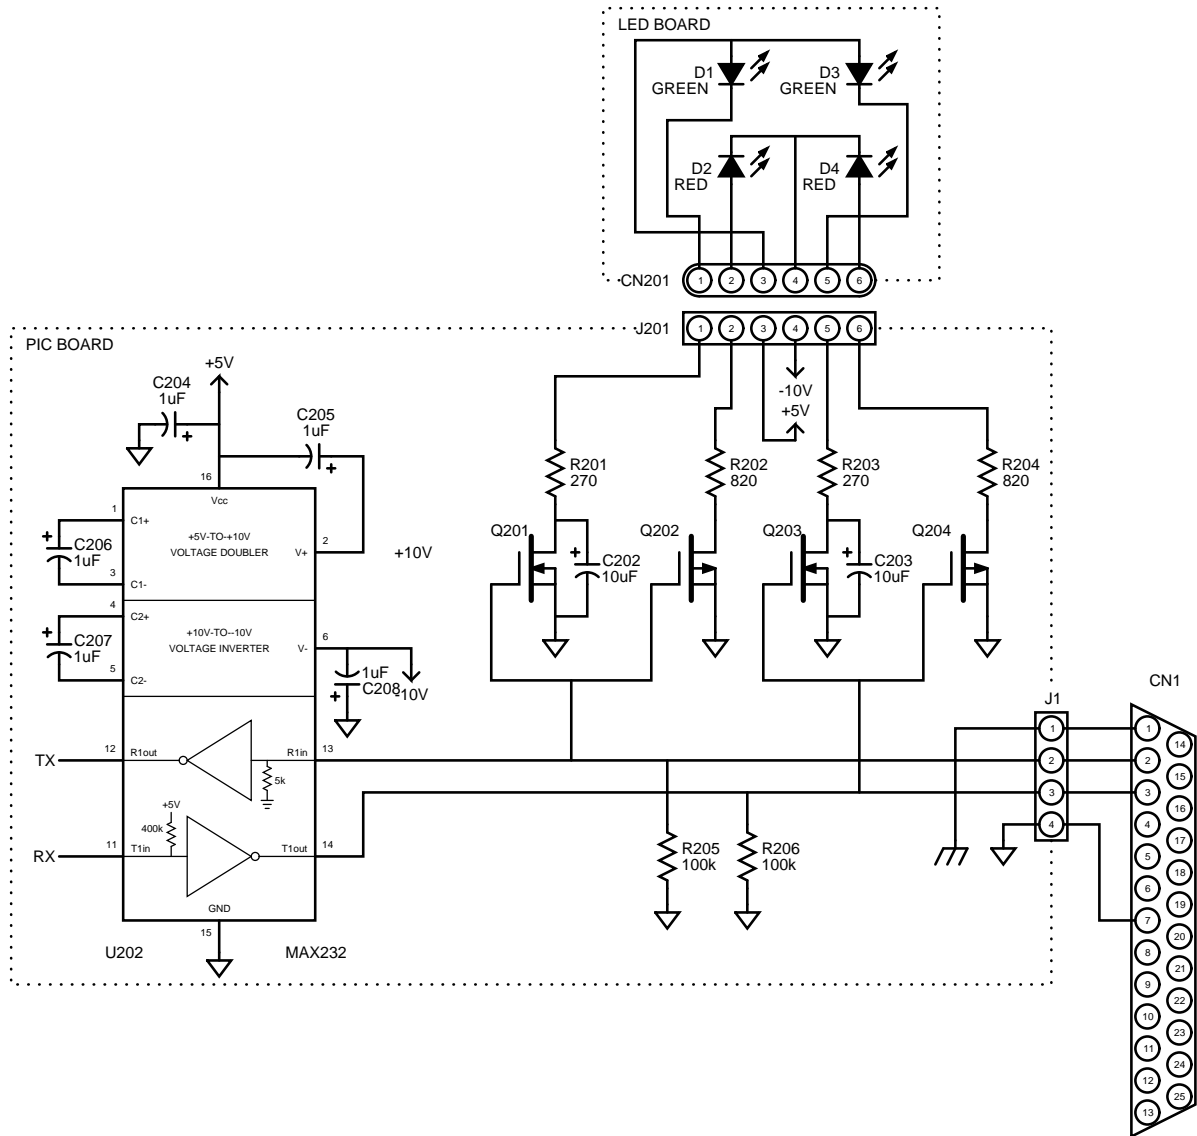 LED BOARD
D1
GREEN
D3
GREEN
D2
RED
D4
RED
CN201
1 2 3 4 5 6
J201
1 2 3 4 5 6
PIC BOARD
+5V
C204
1uF
+
C205
1uF
+
-10V
+5V
R201
270
R202
820
R203
270
R204
820
16
Vcc
1
C1+
+5V-TO-+10V
VOLTAGE DOUBLER
V+
2
+10V
+
C206
1uF
3
C1-
Q201
Q202
Q203
Q204
+
C202
10uF
+
C203
10uF
4
C2+
+10V-TO--10V
VOLTAGE INVERTER
V-
6
+
C207
1uF
5
C2-
1uF
C208
+
-10V
TX
12
R1out
R1in
13
5k
+5V
400k
RX
11
T1in
T1out
14
GND
15
U202
MAX232
R205
100k
R206
100k
J1
1
2
3
4
CN1
1
14
2
15
3
16
4
17
5
18
6
19
7
20
8
21
9
22
10
23
11
24
12
25
13